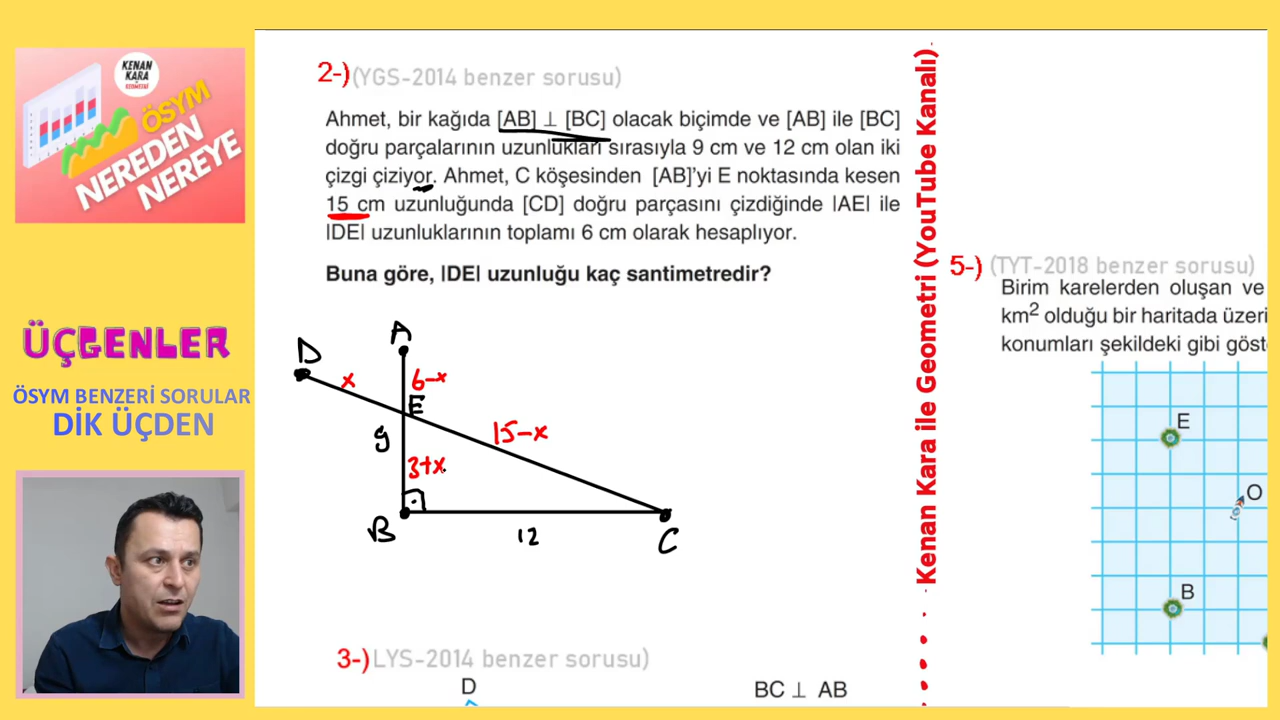 KENAN
KARA
ile
GEOMETRİ
ÖSYM
NEREDEN
NEREYE
ÜÇGENLER
ÖSYM BENZERİ SORULAR
DİK ÜÇDEN
2-) (YGS-2014 benzer sorusu)
Ahmet, bir kağıda [AB] ⊥ [BC] olacak biçimde ve [AB] ile [BC]
doğru parçalarının uzunlukları sırasıyla 9 cm ve 12 cm olan iki
çizgi çiziyor. Ahmet, C köşesinden [AB]'yi E noktasında kesen
15 cm uzunluğunda [CD] doğru parçasını çizdiğinde |AE| ile
|DE| uzunluklarının toplamı 6 cm olarak hesaplıyor.
Buna göre, |DE| uzunluğu kaç santimetredir?
A
D
x
6-x
E
9
15-x
3+x
B
12
C
3-) LYS-2014 benzer sorusu)
D
BC ⊥ AB
Kenan Kara ile Geometri (YouTube Kanalı)
5-) (TYT-2018 benzer sorusu)
Birim karelerden oluşan ve
km² olduğu bir haritada üzeri
konumları şekildeki gibi göst
E
O
B